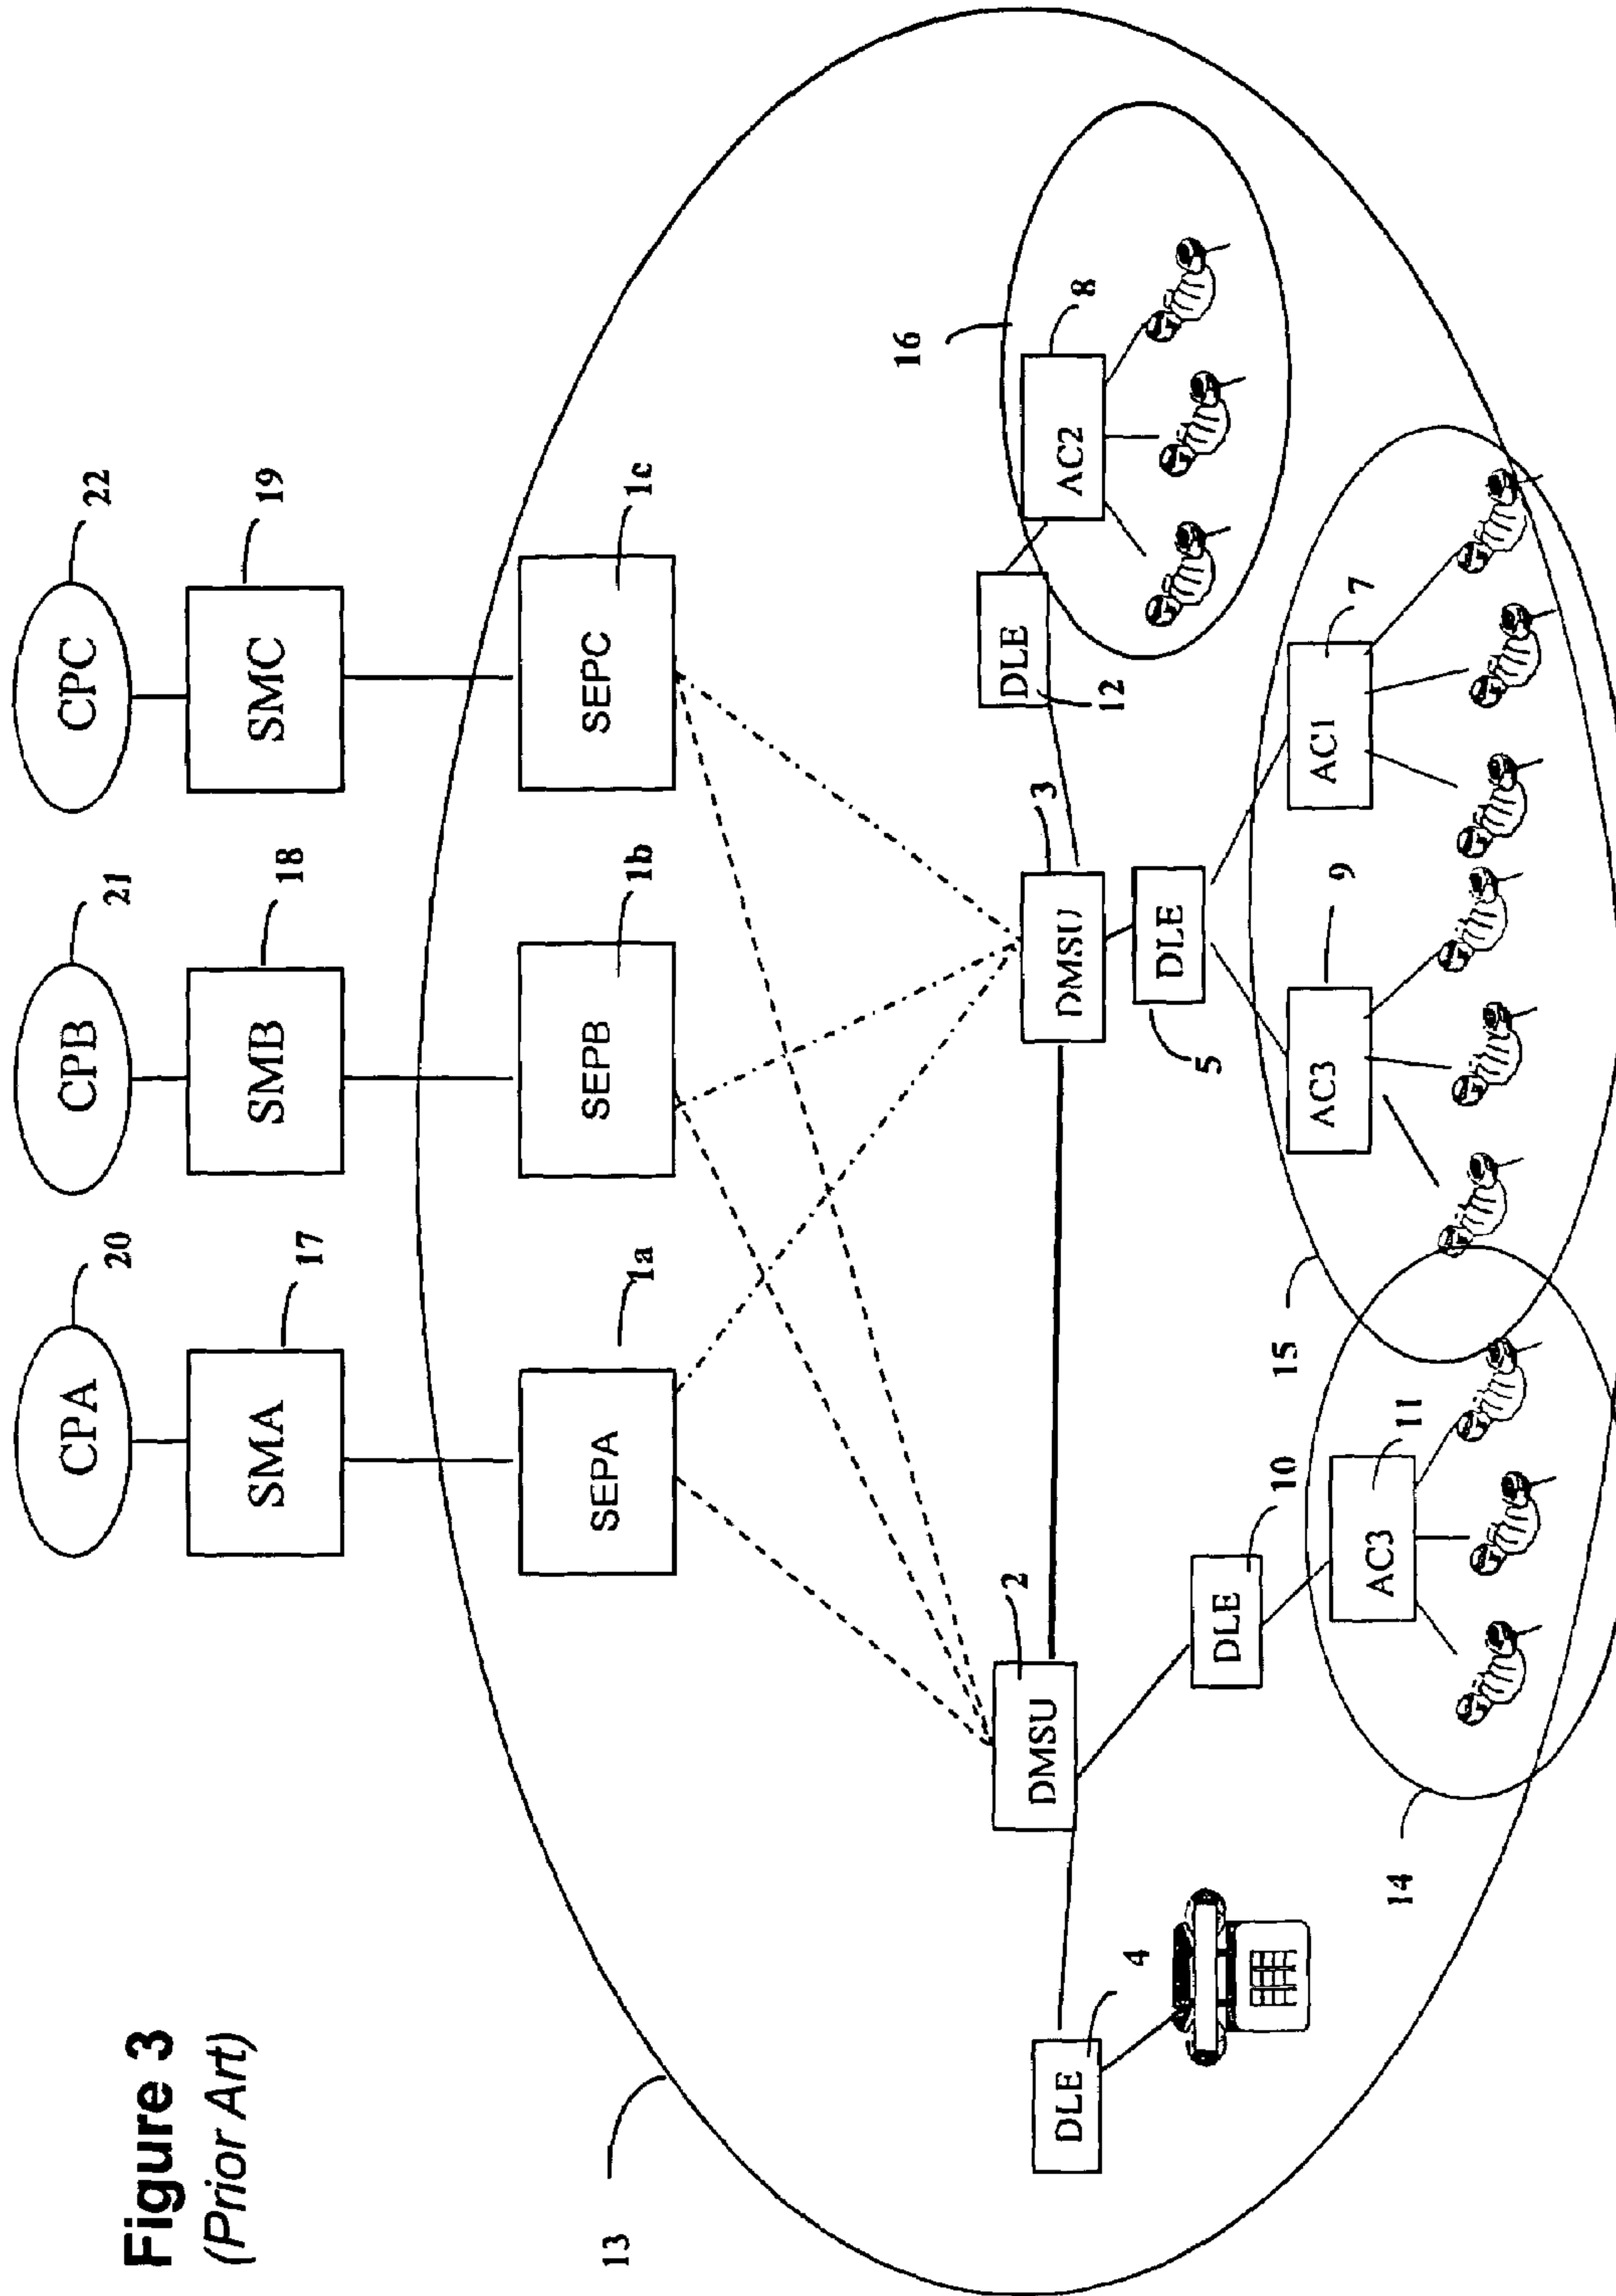 Figure 3
(Prior Art)
20
21
22
CPA
CPB
CPC
17
18
19
SMA
SMB
SMC
1a
1b
1c
SEPA
SEPB
SEPC
13
2
3
16
DMSU
DMSU
DLE
12
8
AC2
DLE
4
5
DLE
10
DLE
15
9
7
AC3
AC1
11
AC3
14